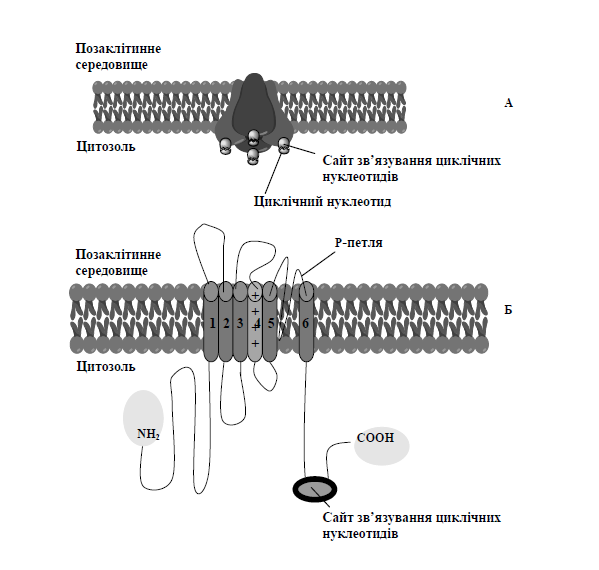 Позаклітинне
середовище
А
Цитозоль
Сайт зв’язування циклічних
нуклеотидів
Циклічний нуклеотид
Р-петля
Позаклітинне
середовище
Б
1 2 3 4 5 6
+
+
+
+
Цитозоль
NH2
COOH
Сайт зв’язування циклічних
нуклеотидів